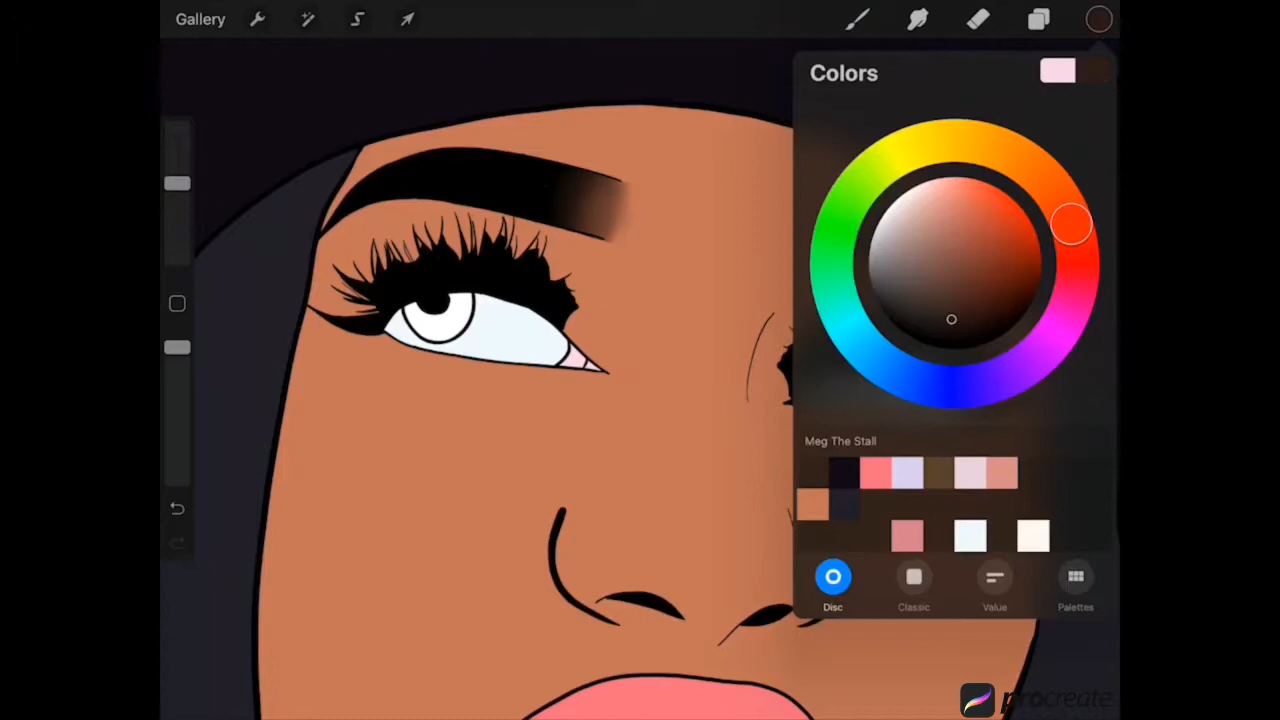 Gallery
Colors
Meg The Stall
Disc
Classic
Value
Palettes
procreate